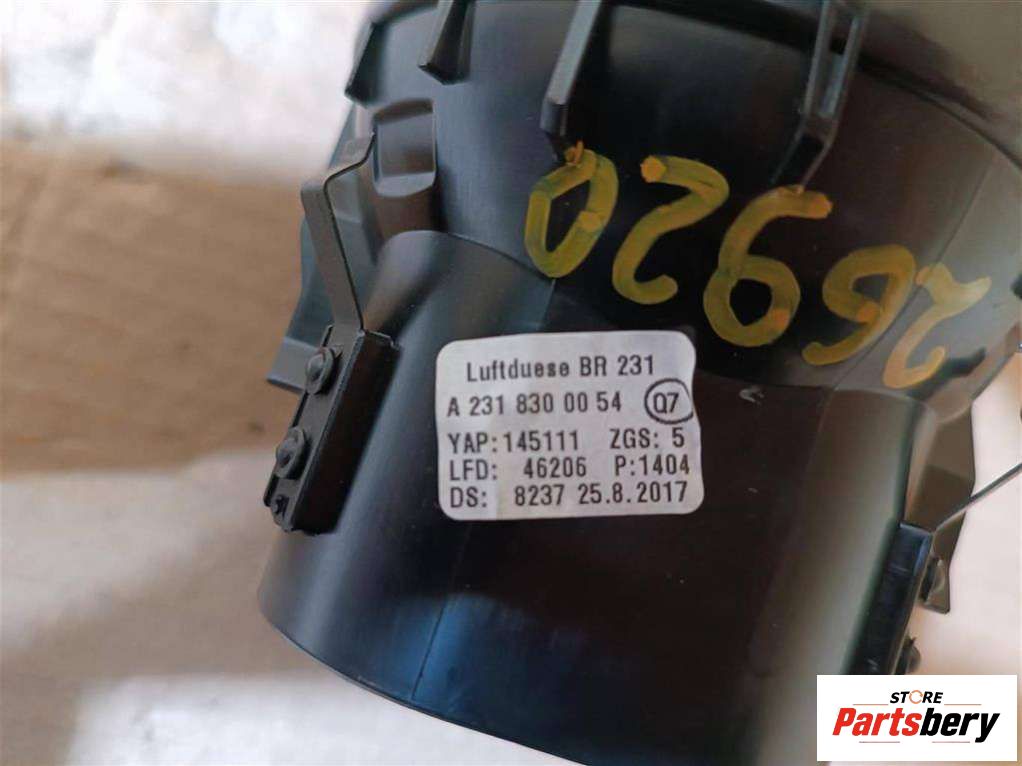 Luftduese BR 231
A 231 830 00 54 Q7
YAP: 145111 ZGS: 5
LFD: 46206 P: 1404
DS: 8237 25.8.2017
STORE
Partsbery